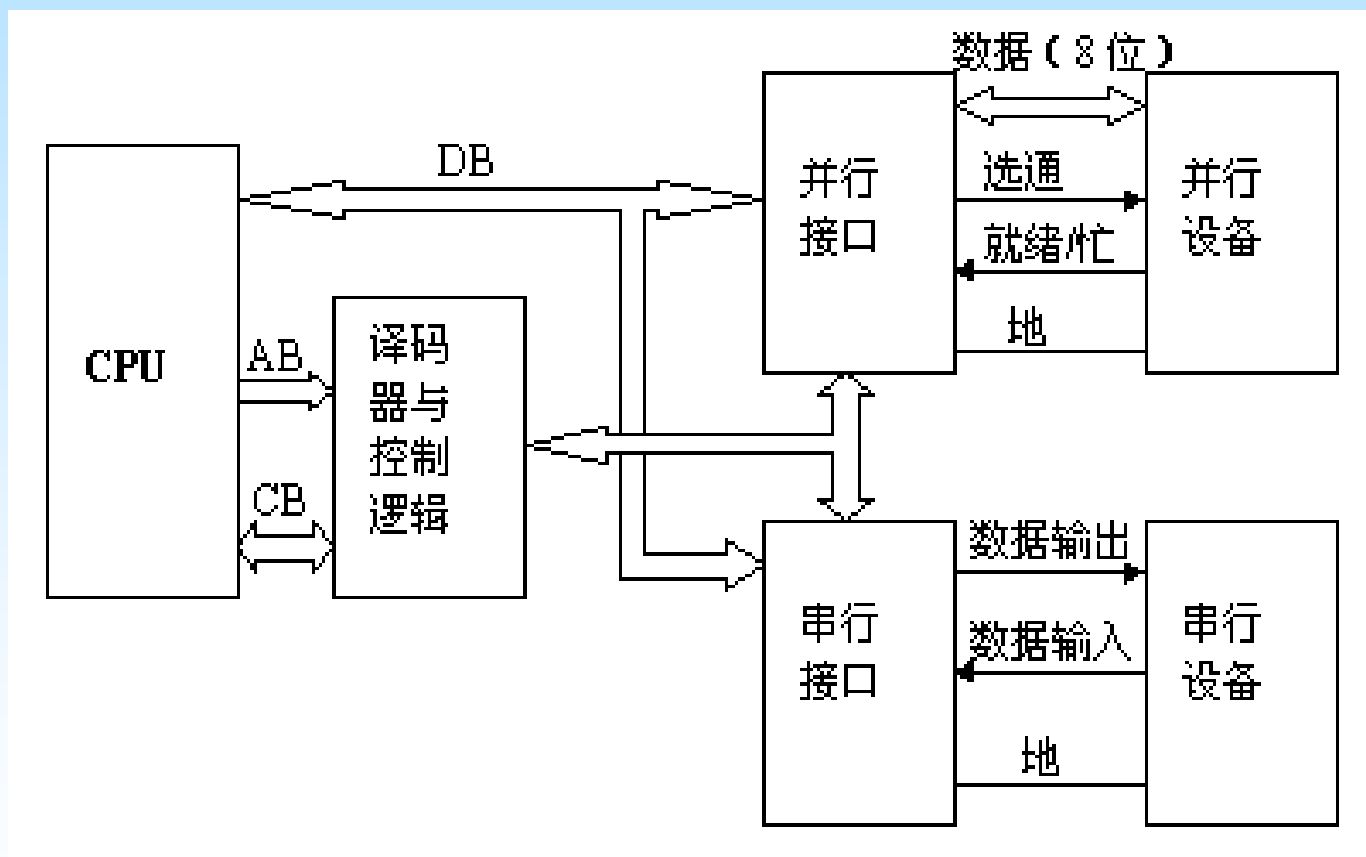 数据（8位）
DB
并行
接口
选通
就绪/忙
地
并行
设备
CPU
AB
CB
译码
器与
控制
逻辑
串行
接口
数据输出
数据输入
地
串行
设备